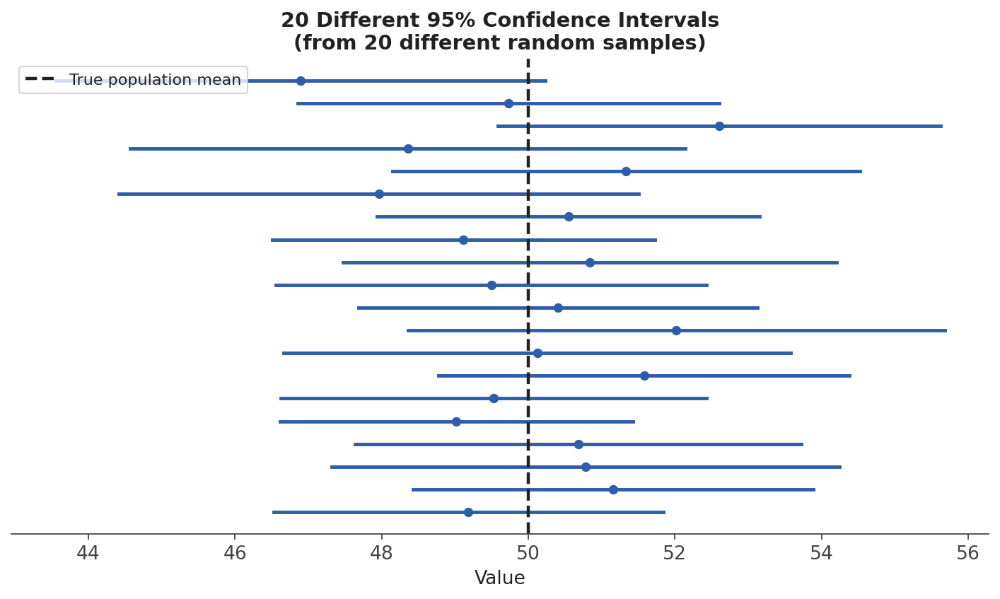 20 Different 95% Confidence Intervals
(from 20 different random samples)
True population mean
44 46 48 50 52 54 56
Value